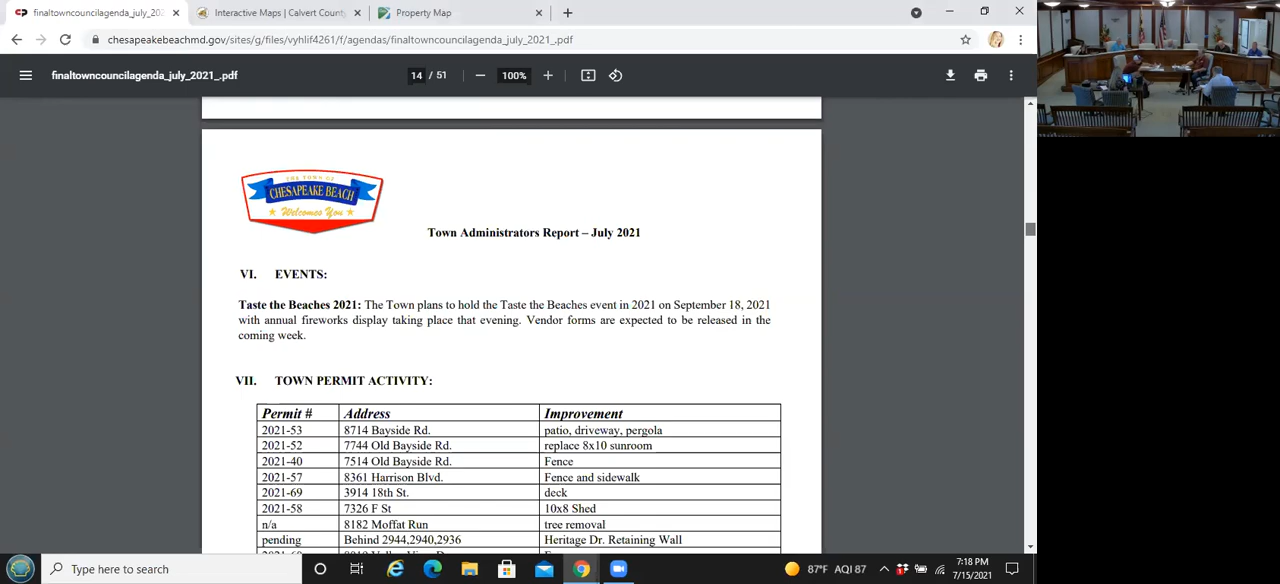 finaltowncouncilagenda_july_202
Interactive Maps | Calvert County
Property Map
chesapeakebeachmd.gov/sites/g/files/vyhlif4261/f/agendas/finaltowncouncilagenda_july_2021_.pdf
finaltowncouncilagenda_july_2021_.pdf
14 / 51
100%
THE TOWN OF
CHESAPEAKE BEACH
Welcomes You
Town Administrators Report – July 2021
VI. EVENTS:
Taste the Beaches 2021: The Town plans to hold the Taste the Beaches event in 2021 on September 18, 2021
with annual fireworks display taking place that evening. Vendor forms are expected to be released in the
coming week.
VII. TOWN PERMIT ACTIVITY:
Permit # Address Improvement
2021-53 8714 Bayside Rd. patio, driveway, pergola
2021-52 7744 Old Bayside Rd. replace 8x10 sunroom
2021-40 7514 Old Bayside Rd. Fence
2021-57 8361 Harrison Blvd. Fence and sidewalk
2021-69 3914 18th St. deck
2021-58 7326 F St 10x8 Shed
n/a 8182 Moffat Run tree removal
pending Behind 2944,2940,2936 Heritage Dr. Retaining Wall
Type here to search
87°F AQI 87
7:18 PM
7/15/2021